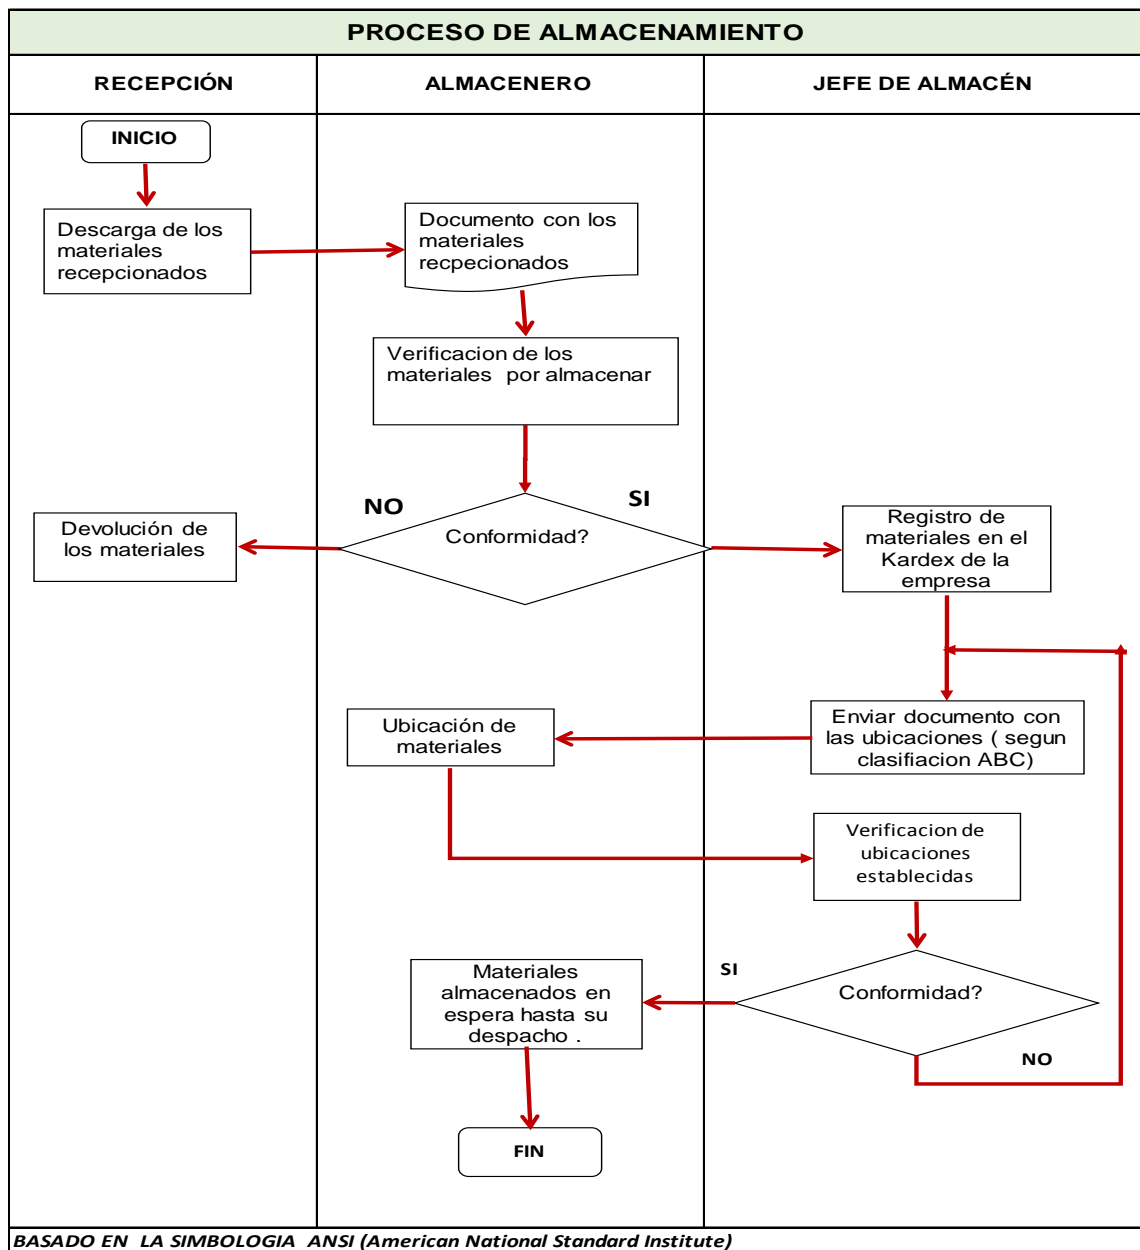 PROCESO DE ALMACENAMIENTO
RECEPCIÓN
ALMACENERO
JEFE DE ALMACÉN
INICIO
Descarga de los
materiales
recepcionados
Documento con los
materiales
recpecionados
Verificacion de los
materiales por almacenar
NO
SI
Conformidad?
Devolución de
los materiales
Registro de
materiales en el
Kardex de la
empresa
Ubicación de
materiales
Enviar documento con
las ubicaciones ( segun
clasifiacion ABC)
Verificacion de
ubicaciones
establecidas
SI
Conformidad?
NO
Materiales
almacenados en
espera hasta su
despacho .
FIN
BASADO EN LA SIMBOLOGIA ANSI (American National Standard Institute)